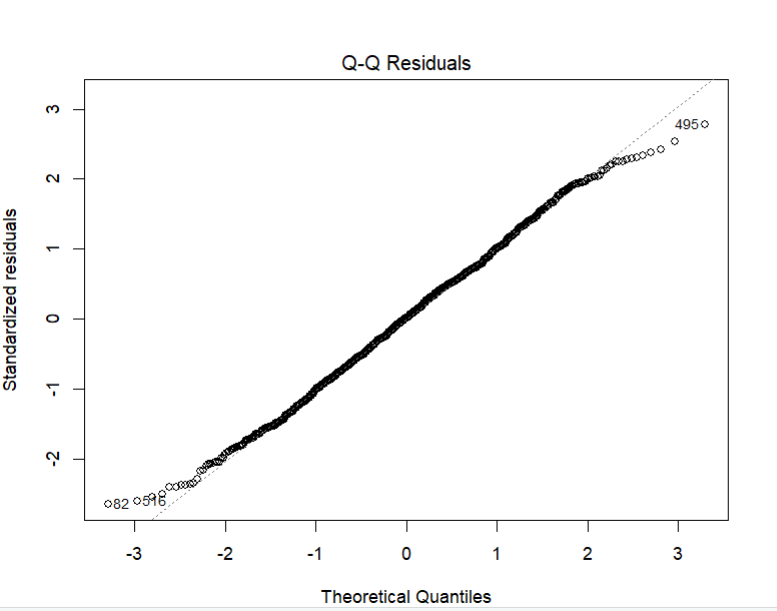 Q-Q Residuals
Standardized residuals
3
2
1
0
-1
-2
495
82
516
-3 -2 -1 0 1 2 3
Theoretical Quantiles